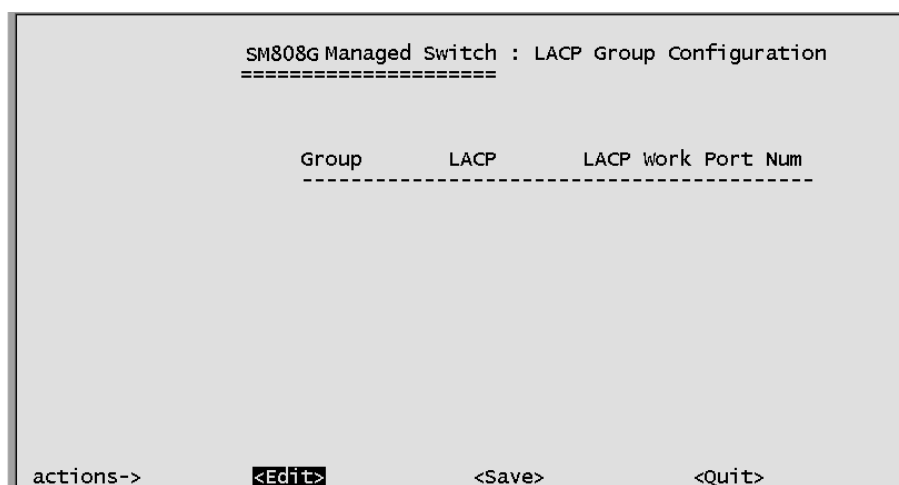 SM808G Managed Switch : LACP Group Configuration
=====================
Group LACP LACP Work Port Num
------------------------------------------
actions-> <Edit> <Save> <Quit>